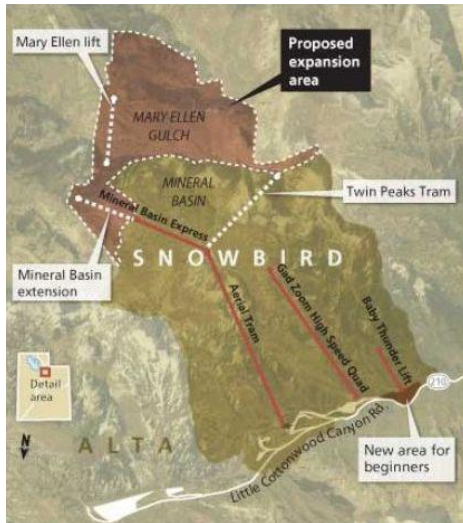 Mary Ellen lift
Proposed
expansion
area
MARY ELLEN
GULCH
MINERAL
BASIN
Twin Peaks Tram
Mineral Basin Express
SNOWBIRD
Mineral Basin
extension
Gad Zoom High Speed Quad
Baby Thunder Lift
Aerial Tram
Detail
area
210
N
ALTA
Little Cottonwood Canyon Rd.
New area for
beginners